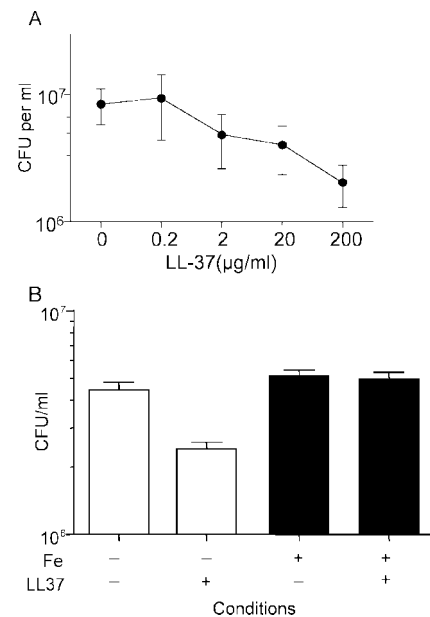 A
10⁷
CFU per ml
10⁶
0 0.2 2 20 200
LL-37(µg/ml)
B
10⁷
CFU/ml
10⁶
Fe – – + +
LL37 – + – +
Conditions